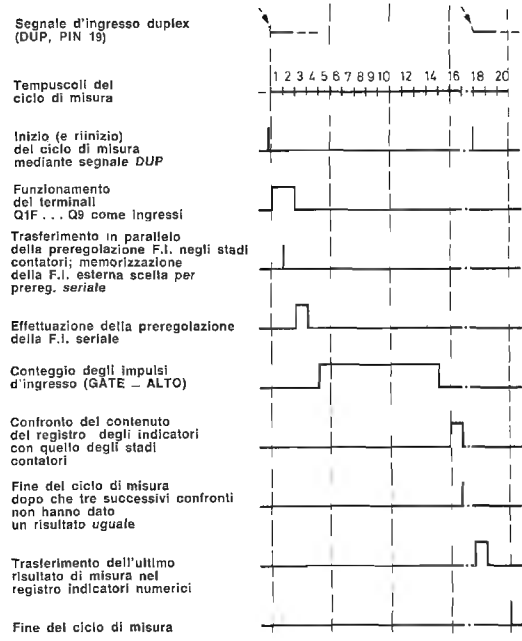 Segnale d'ingresso duplex
(DUP, PIN 19)
Tempuscoli del
ciclo di misura
1 2 3 4 5 6 7 8 9 10 12 14 16 18 20
Inizio (e riinizio)
del ciclo di misura
mediante segnale DUP
Funzionamento
dei terminali
Q1F . . . Q9 come ingressi
Trasferimento in parallelo
della preregolazione F.I. negli stadi
contatori; memorizzazione
della F.I. esterna scelta per
prereg. seriale
Effettuazione della preregolazione
della F.I. seriale
Conteggio degli impulsi
d'ingresso (GATE = ALTO)
Confronto del contenuto
del registro degli indicatori
con quello degli stadi
contatori
Fine del ciclo di misura
dopo che tre successivi confronti
non hanno dato
un risultato uguale
Trasferimento dell'ultimo
risultato di misura nel
registro indicatori numerici
Fine del ciclo di misura